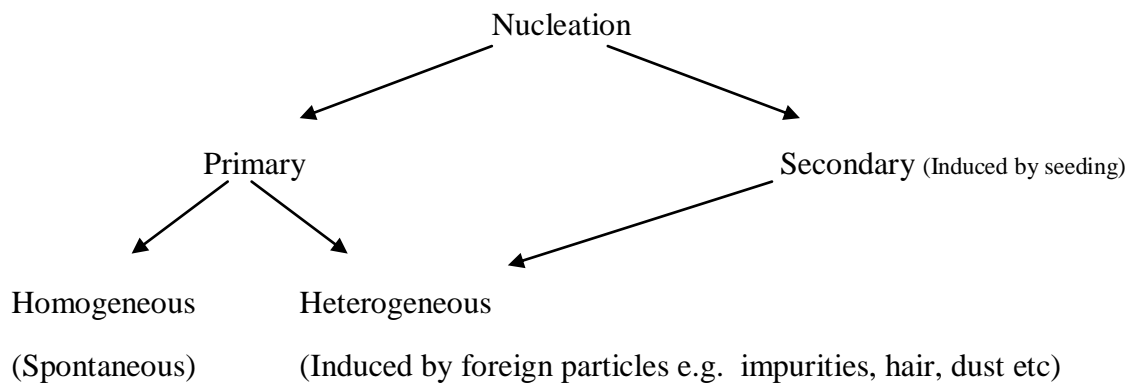 Nucleation
Primary
Secondary (Induced by seeding)
Homogeneous
Heterogeneous
(Spontaneous)
(Induced by foreign particles e.g. impurities, hair, dust etc)